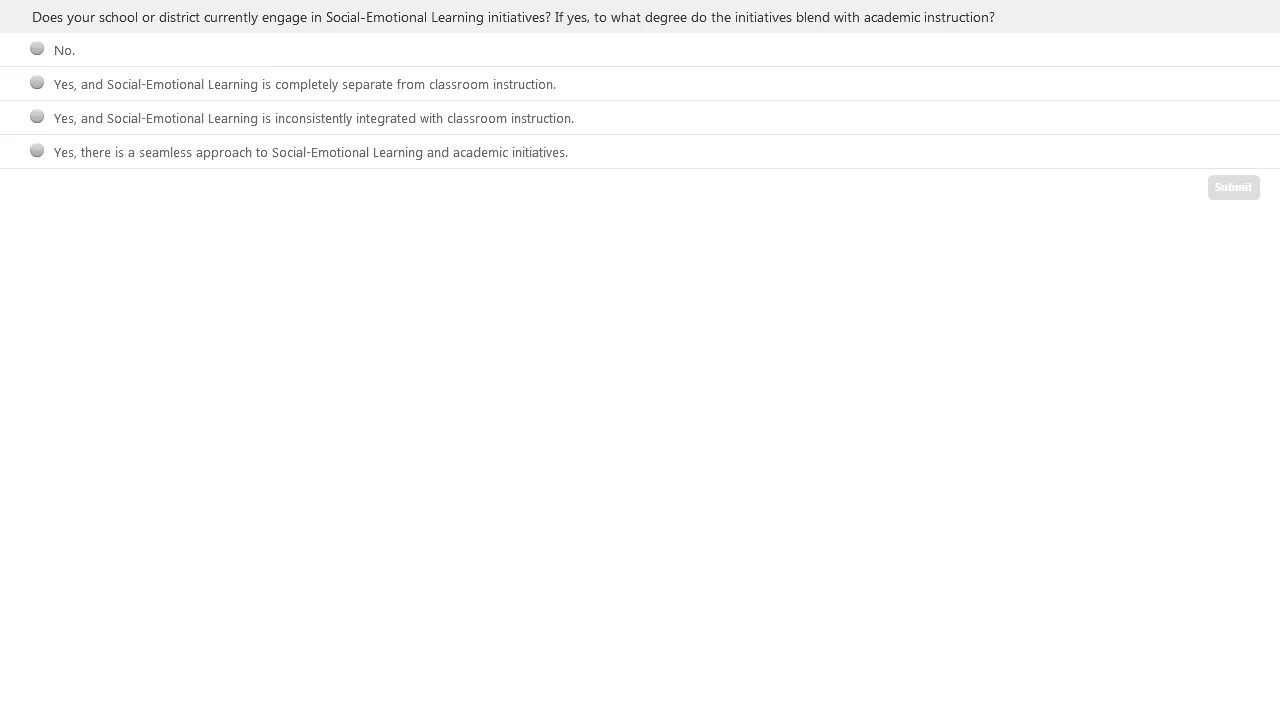 Does your school or district currently engage in Social-Emotional Learning initiatives? If yes, to what degree do the initiatives blend with academic instruction?
No.
Yes, and Social-Emotional Learning is completely separate from classroom instruction.
Yes, and Social-Emotional Learning is inconsistently integrated with classroom instruction.
Yes, there is a seamless approach to Social-Emotional Learning and academic initiatives.
Submit